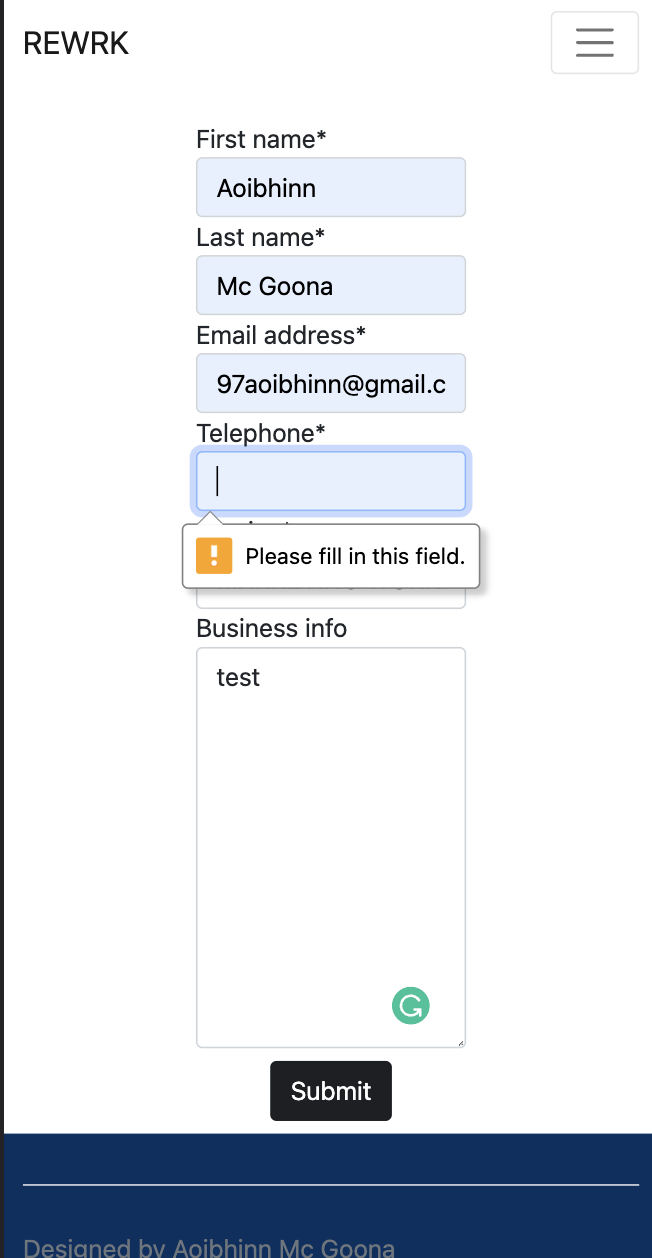 REWRK
First name*
Aoibhinn
Last name*
Mc Goona
Email address*
97aoibhinn@gmail.c
Telephone*
Please fill in this field.
Business info
test
Submit
Designed by Aoibhinn Mc Goona